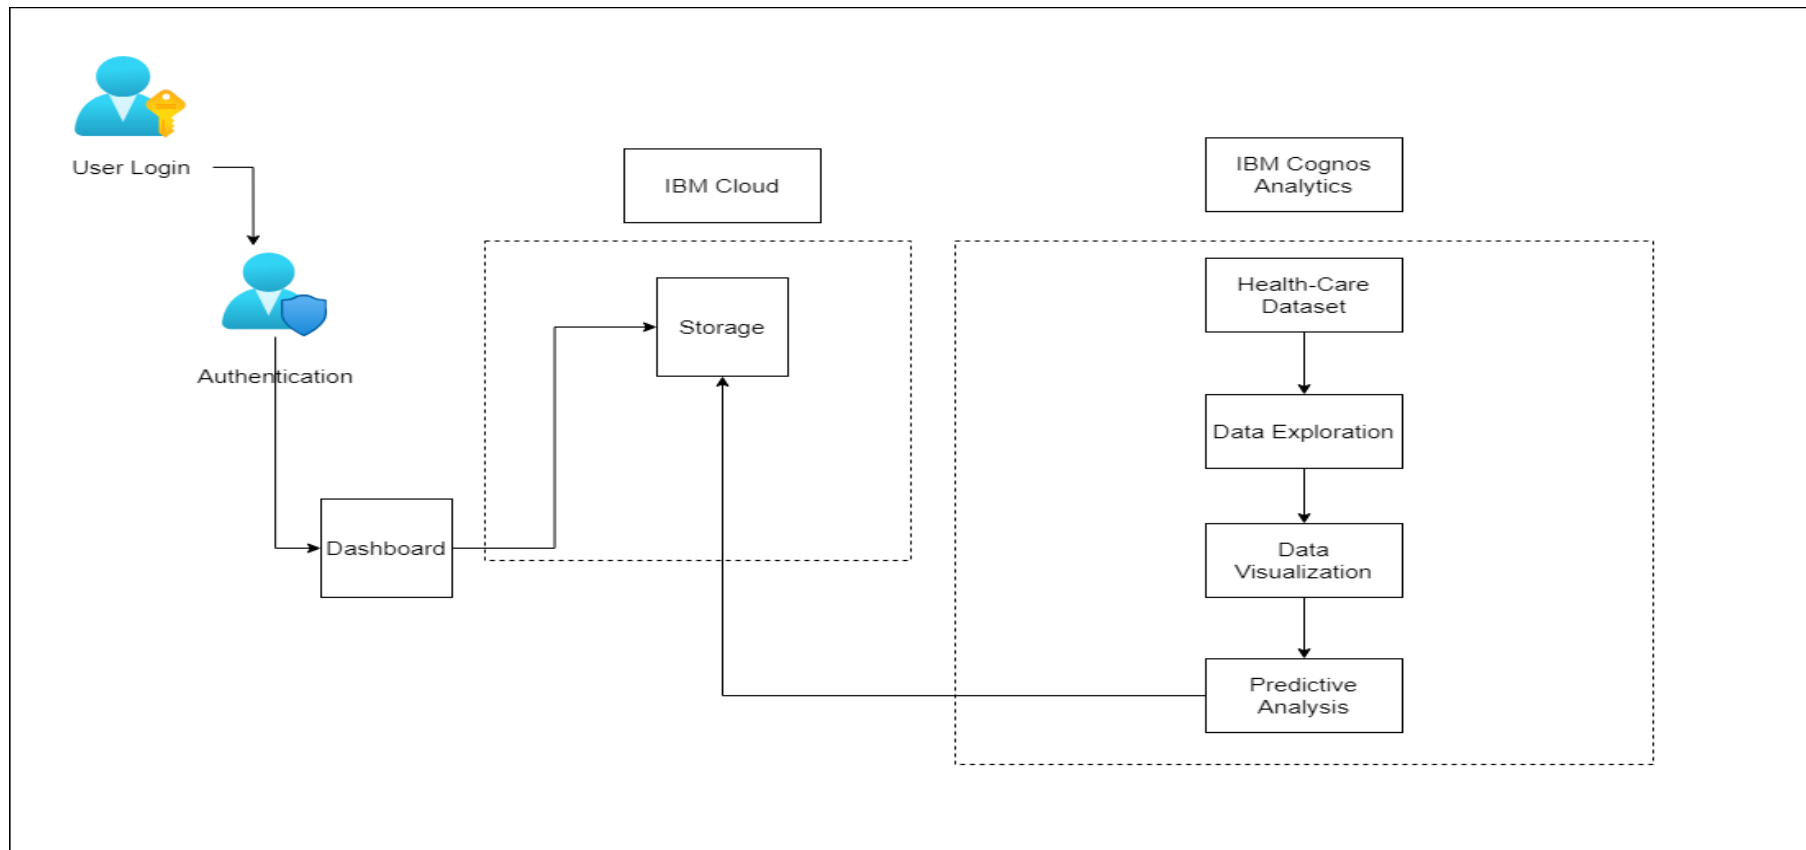 User Login
Authentication
Dashboard
IBM Cloud
Storage
IBM Cognos
Analytics
Health-Care
Dataset
Data Exploration
Data
Visualization
Predictive
Analysis